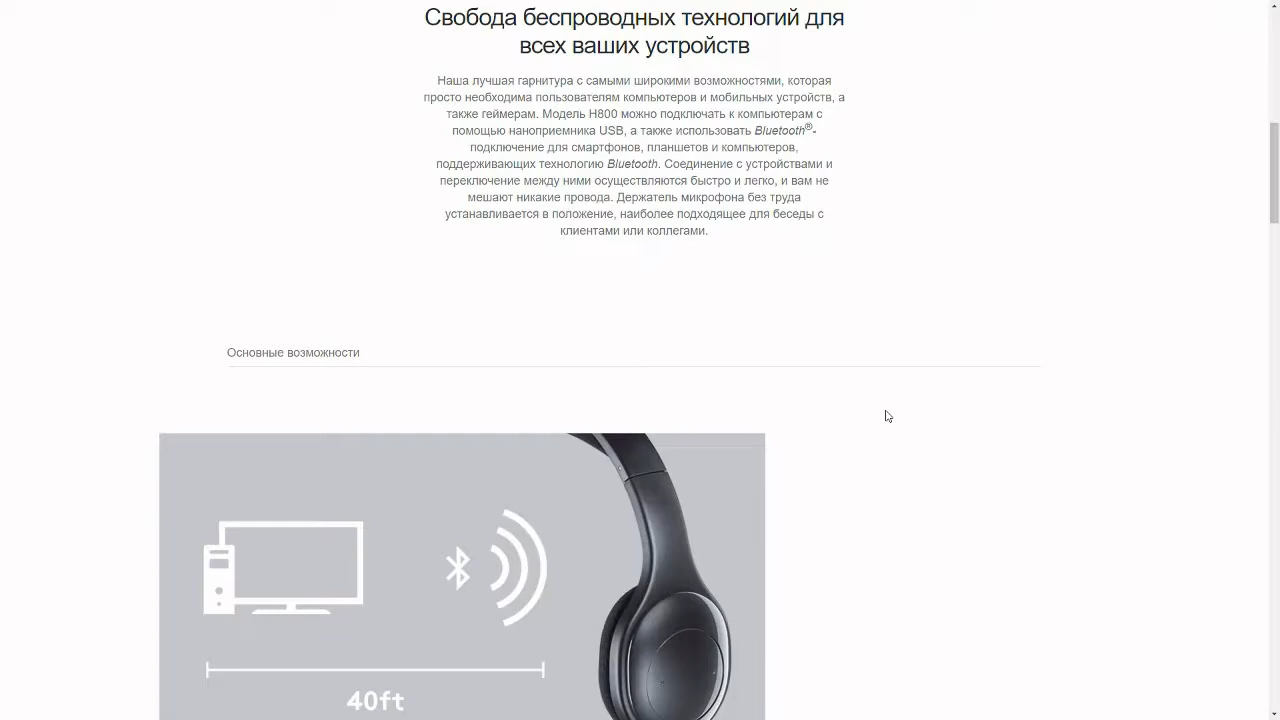 Свобода беспроводных технологий для
всех ваших устройств
Наша лучшая гарнитура с самыми широкими возможностями, которая
просто необходима пользователям компьютеров и мобильных устройств, а
также геймерам. Модель H800 можно подключать к компьютерам с
помощью наноприемника USB, а также использовать Bluetooth®-
подключение для смартфонов, планшетов и компьютеров,
поддерживающих технологию Bluetooth. Соединение с устройствами и
переключение между ними осуществляются быстро и легко, и вам не
мешают никакие провода. Держатель микрофона без труда
устанавливается в положение, наиболее подходящее для беседы с
клиентами или коллегами.
Основные возможности
40ft